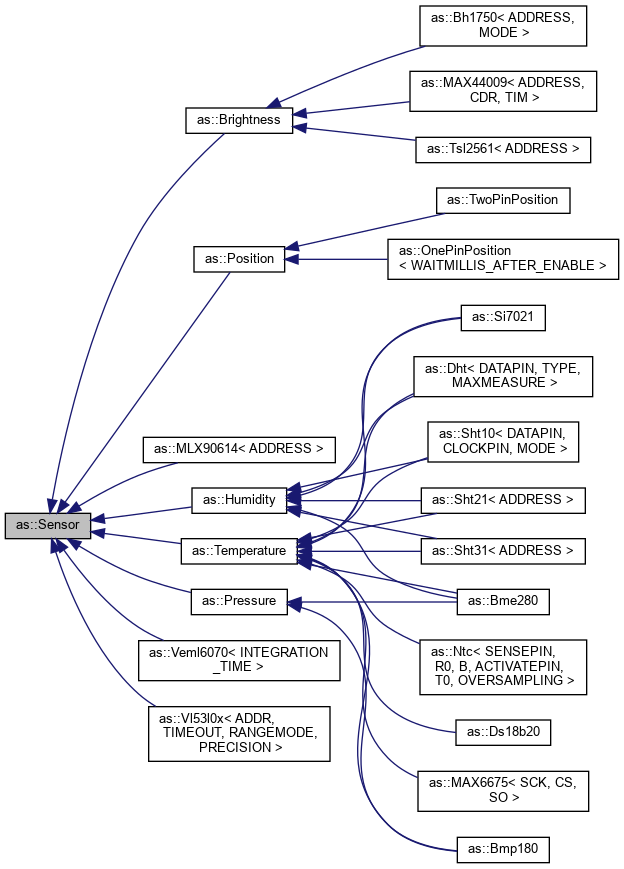 as::Bh1750< ADDRESS,
MODE >
as::MAX44009< ADDRESS,
CDR, TIM >
as::Brightness
as::Tsl2561< ADDRESS >
as::TwoPinPosition
as::Position
as::OnePinPosition
< WAITMILLIS_AFTER_ENABLE >
as::Si7021
as::Dht< DATAPIN, TYPE,
MAXMEASURE >
as::MLX90614< ADDRESS >
as::Sht10< DATAPIN,
CLOCKPIN, MODE >
as::Humidity
as::Sht21< ADDRESS >
as::Sensor
as::Temperature
as::Sht31< ADDRESS >
as::Pressure
as::Bme280
as::Veml6070< INTEGRATION
_TIME >
as::Ntc< SENSEPIN,
R0, B, ACTIVATEPIN,
T0, OVERSAMPLING >
as::Vl53l0x< ADDR,
TIMEOUT, RANGEMODE,
PRECISION >
as::Ds18b20
as::MAX6675< SCK, CS,
SO >
as::Bmp180